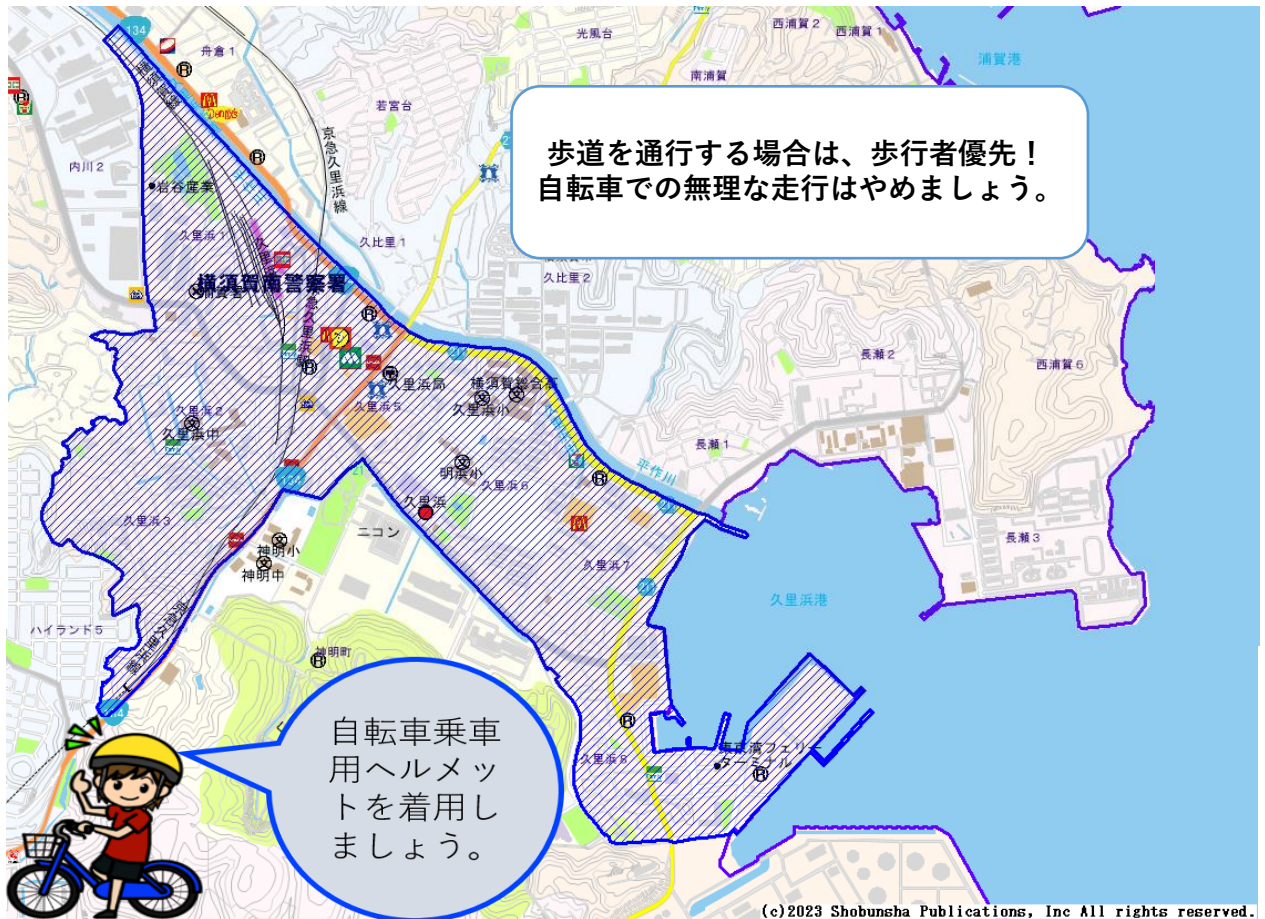 134
舟倉1
光風台
西浦賀2
西浦賀1
浦賀港
南浦賀
若宮台
京急久里浜線
内川2
歩道を通行する場合は、歩行者優先！
自転車での無理な走行はやめましょう。
岩谷産業
久里浜1
久比里1
久比里2
横須賀南警察署
長瀬2
西浦賀6
久里浜局
横須賀総合高
久里浜小
久里浜5
久里浜2
久里浜中
長瀬1
平作川
明浜小
久里浜6
134
久里浜
久里浜3
ニコン
神明小
神明中
長瀬3
久里浜7
久里浜港
ハイランド5
京急久里浜線
神明町
自転車乗車
用ヘルメッ
トを着用し
ましょう。
久里浜8
東京湾フェリー
ターミナル
(c)2023 Shobunsha Publications, Inc All rights reserved.